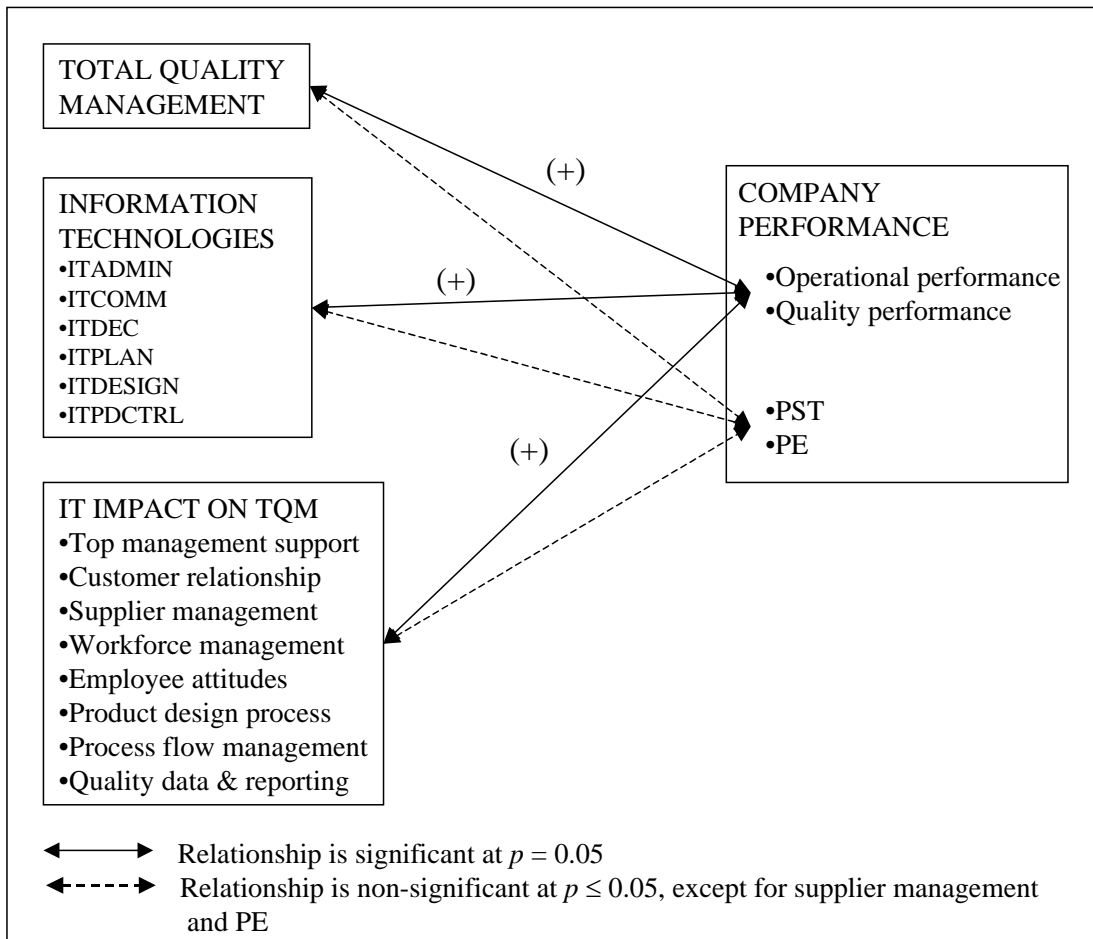 TOTAL QUALITY
MANAGEMENT
INFORMATION
TECHNOLOGIES
•ITADMIN
•ITCOMM
•ITDEC
•ITPLAN
•ITDESIGN
•ITPDCTRL
IT IMPACT ON TQM
•Top management support
•Customer relationship
•Supplier management
•Workforce management
•Employee attitudes
•Product design process
•Process flow management
•Quality data & reporting
(+)
(+)
(+)
COMPANY
PERFORMANCE
•Operational performance
•Quality performance
•PST
•PE
Relationship is significant at p = 0.05
Relationship is non-significant at p ≤ 0.05, except for supplier management
and PE